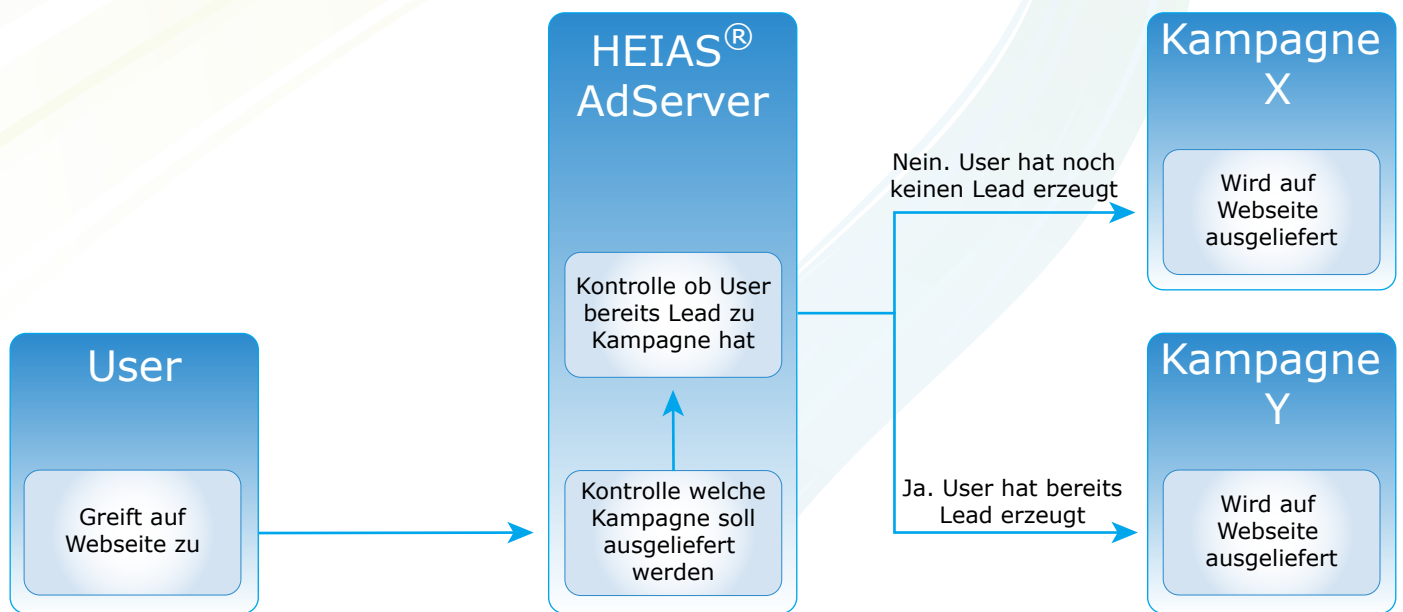 User
Greift auf
Webseite zu
HEIAS®
AdServer
Kontrolle ob User
bereits Lead zu
Kampagne hat
Kontrolle welche
Kampagne soll
ausgeliefert
werden
Nein. User hat noch
keinen Lead erzeugt
Ja. User hat bereits
Lead erzeugt
Kampagne
X
Wird auf
Webseite
ausgeliefert
Kampagne
Y
Wird auf
Webseite
ausgeliefert